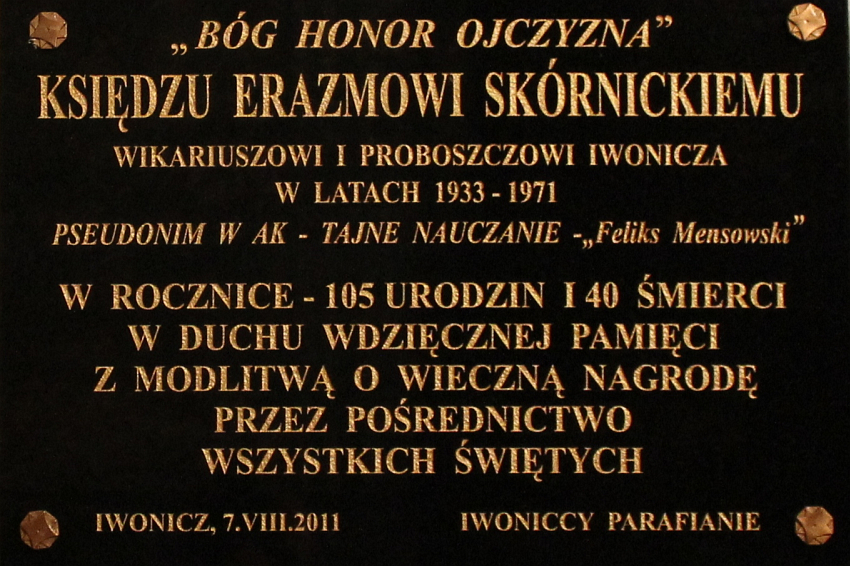 „BÓG HONOR OJCZYZNA”
KSIĘDZU ERAZMOWI SKÓRNICKIEMU
WIKARIUSZOWI I PROBOSZCZOWI IWONICZA
W LATACH 1933 - 1971
PSEUDONIM W AK - TAJNE NAUCZANIE -„Feliks Mensowski”
W ROCZNICE - 105 URODZIN I 40 ŚMIERCI
W DUCHU WDZIĘCZNEJ PAMIĘCI
Z MODLITWĄ O WIECZNĄ NAGRODĘ
PRZEZ POŚREDNICTWO
WSZYSTKICH ŚWIĘTYCH
IWONICZ, 7.VIII.2011 IWONICCY PARAFIANIE